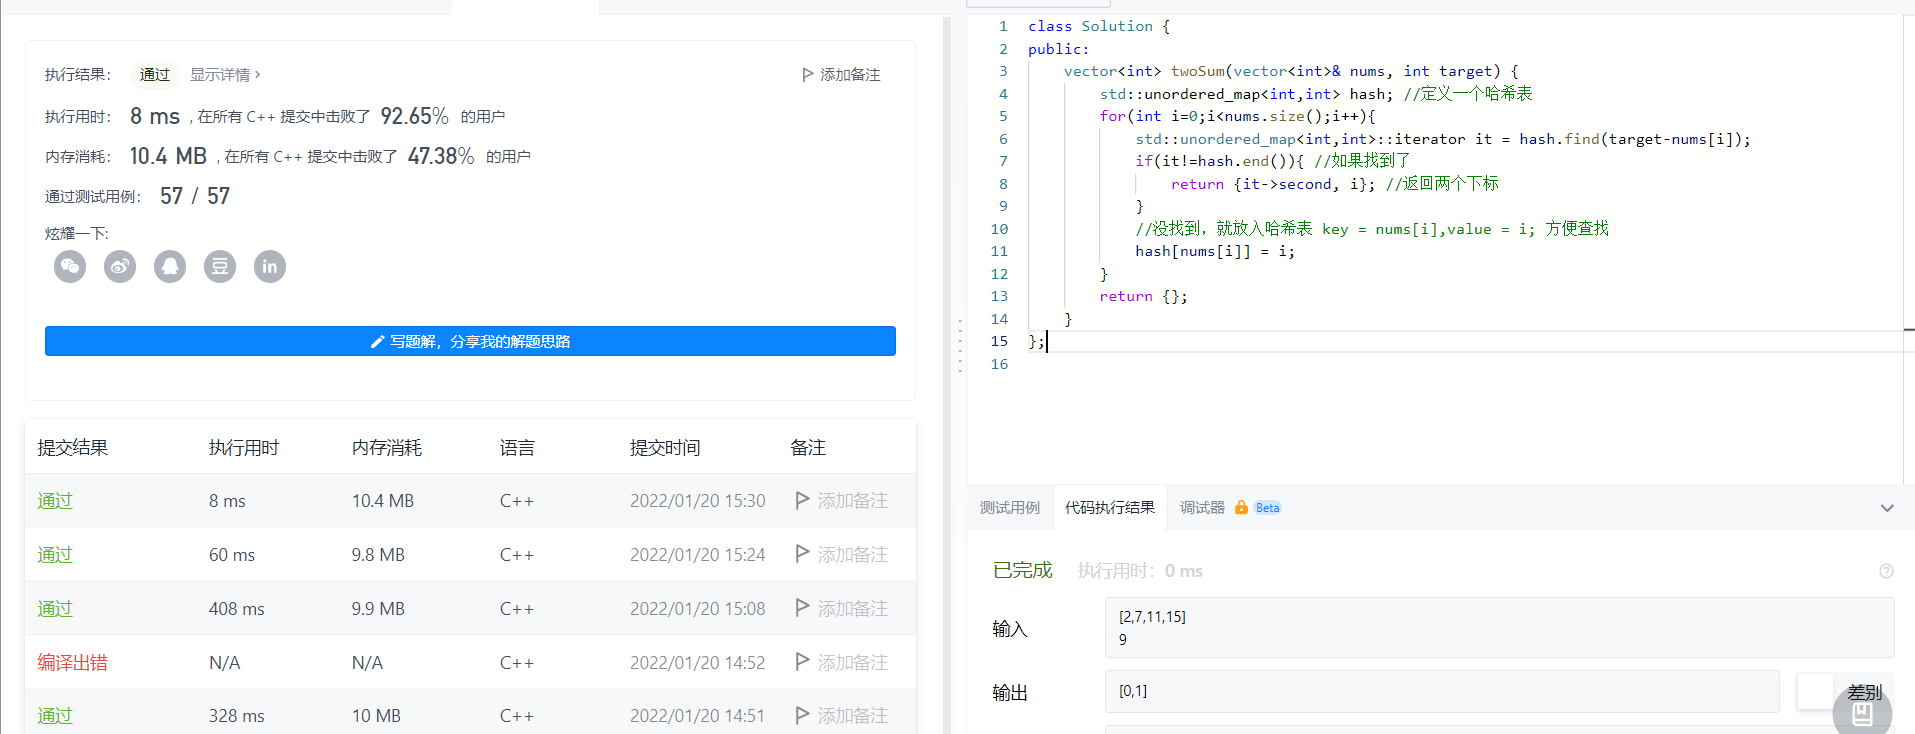 执行结果： 通过 显示详情 ›
添加备注
执行用时： 8 ms , 在所有 C++ 提交中击败了 92.65% 的用户
内存消耗： 10.4 MB , 在所有 C++ 提交中击败了 47.38% 的用户
通过测试用例： 57 / 57
炫耀一下:
豆 in
写题解，分享我的解题思路
提交结果 执行用时 内存消耗 语言 提交时间 备注
通过 8 ms 10.4 MB C++ 2022/01/20 15:30 添加备注
通过 60 ms 9.8 MB C++ 2022/01/20 15:24 添加备注
通过 408 ms 9.9 MB C++ 2022/01/20 15:08 添加备注
编译出错 N/A N/A C++ 2022/01/20 14:52 添加备注
通过 328 ms 10 MB C++ 2022/01/20 14:51 添加备注
1 class Solution {
2 public:
3 vector<int> twoSum(vector<int>& nums, int target) {
4 std::unordered_map<int,int> hash; //定义一个哈希表
5 for(int i=0;i<nums.size();i++){
6 std::unordered_map<int,int>::iterator it = hash.find(target-nums[i]);
7 if(it!=hash.end()){ //如果找到了
8 return {it->second, i}; //返回两个下标
9 }
10 //没找到，就放入哈希表 key = nums[i],value = i; 方便查找
11 hash[nums[i]] = i;
12 }
13 return {};
14 }
15 };
16
测试用例 代码执行结果 调试器 Beta
已完成 执行用时：0 ms
输入
[2,7,11,15]
9
输出
[0,1]
差别